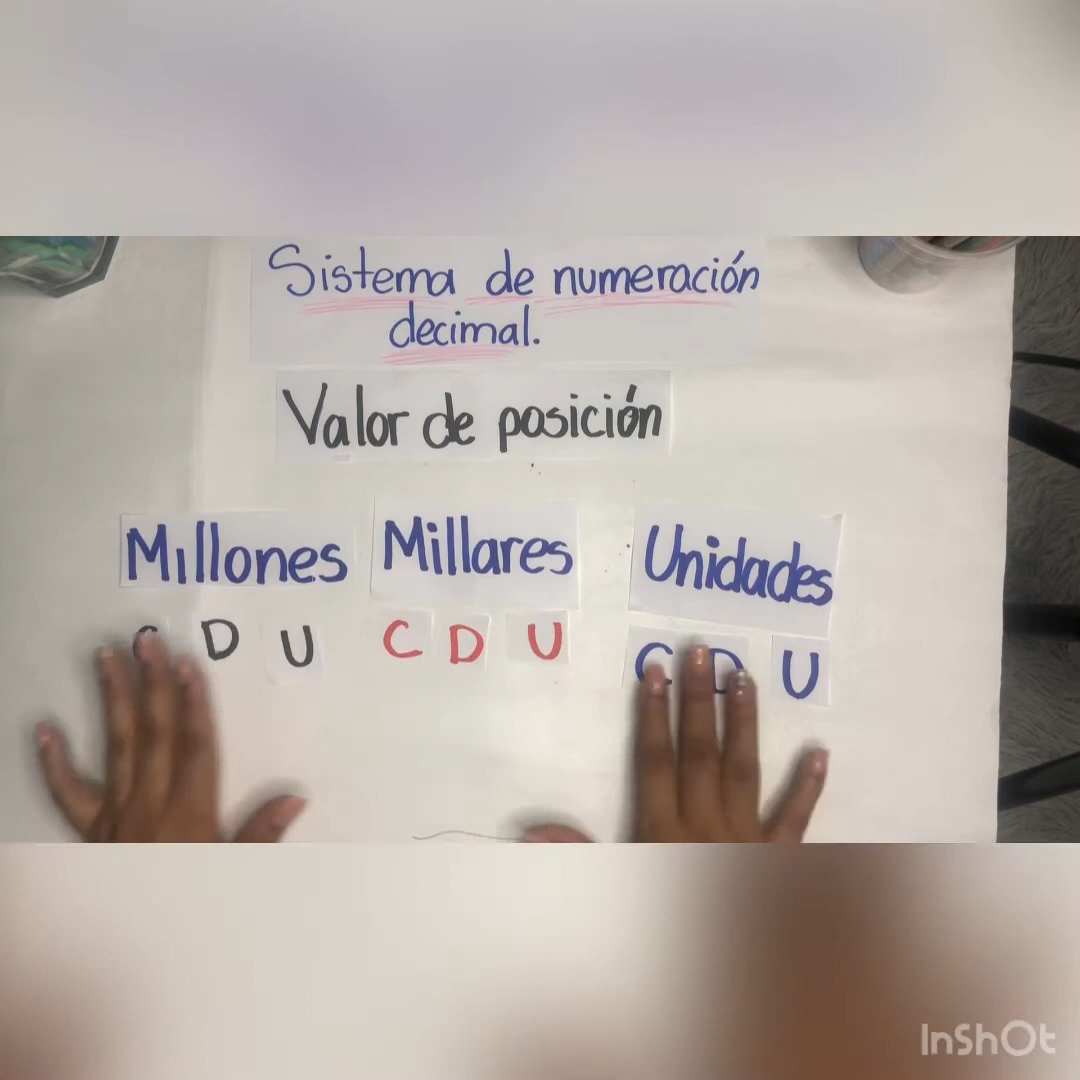 Sistema de numeración
decimal.
Valor de posición
Millones Millares Unidades
C D U C D U C D U
InShOt